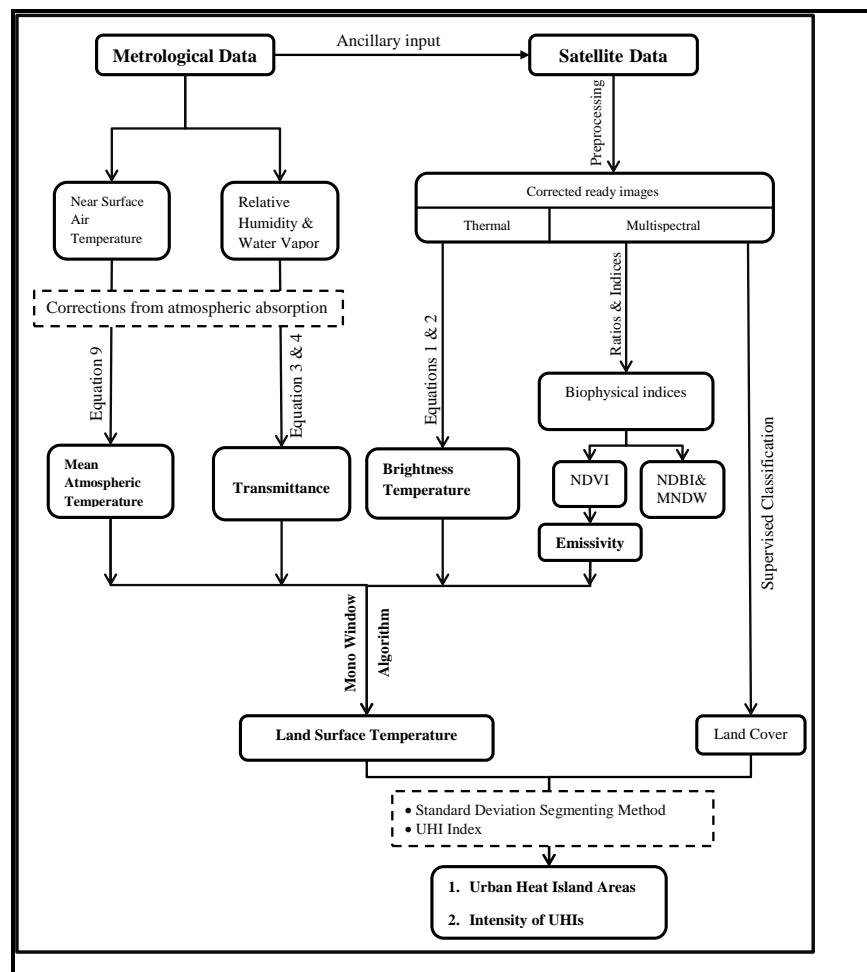 Metrological Data
Ancillary input
Satellite Data
Preprocessing
Near Surface
Air
Temperature
Relative
Humidity &
Water Vapor
Corrected ready images
Thermal
Multispectral
Corrections from atmospheric absorption
Equation 9
Equation 3 & 4
Equations 1 & 2
Ratios & Indices
Supervised Classification
Biophysical indices
Mean
Atmospheric
Temperature
Transmittance
Brightness
Temperature
NDVI
NDBI&
MNDW
Emissivity
Mono Window
Algorithm
Land Surface Temperature
Land Cover
• Standard Deviation Segmenting Method
• UHI Index
1. Urban Heat Island Areas
2. Intensity of UHIs